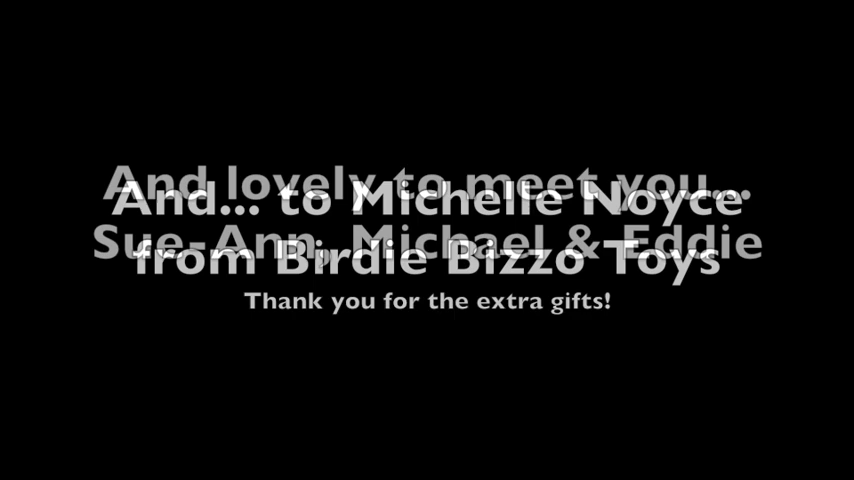 And lovely to meet you...
Sue-Ann, Michael & Eddie
And... to Michelle Noyce
from Birdie Bizzo Toys
Thank you for the extra gifts!